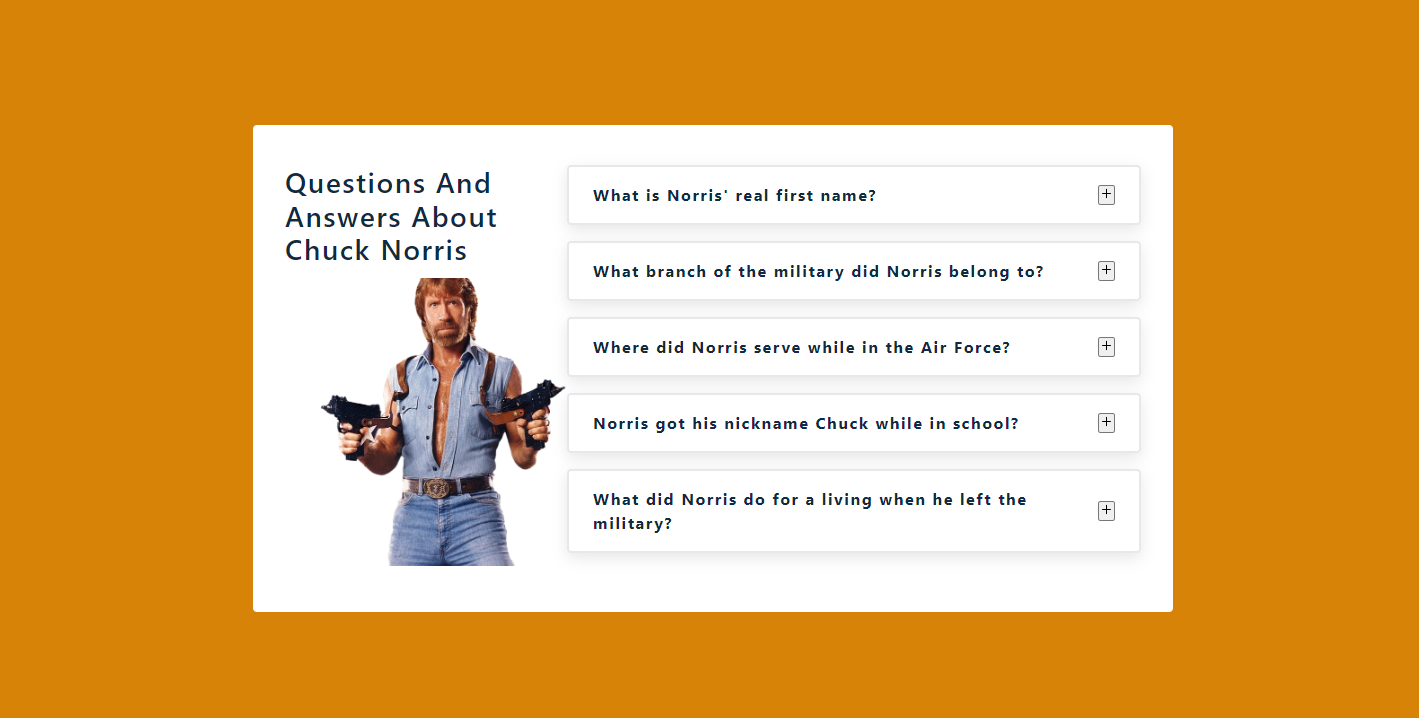 Questions And
Answers About
Chuck Norris
What is Norris' real first name?
+
What branch of the military did Norris belong to?
+
Where did Norris serve while in the Air Force?
+
Norris got his nickname Chuck while in school?
+
What did Norris do for a living when he left the
military?
+